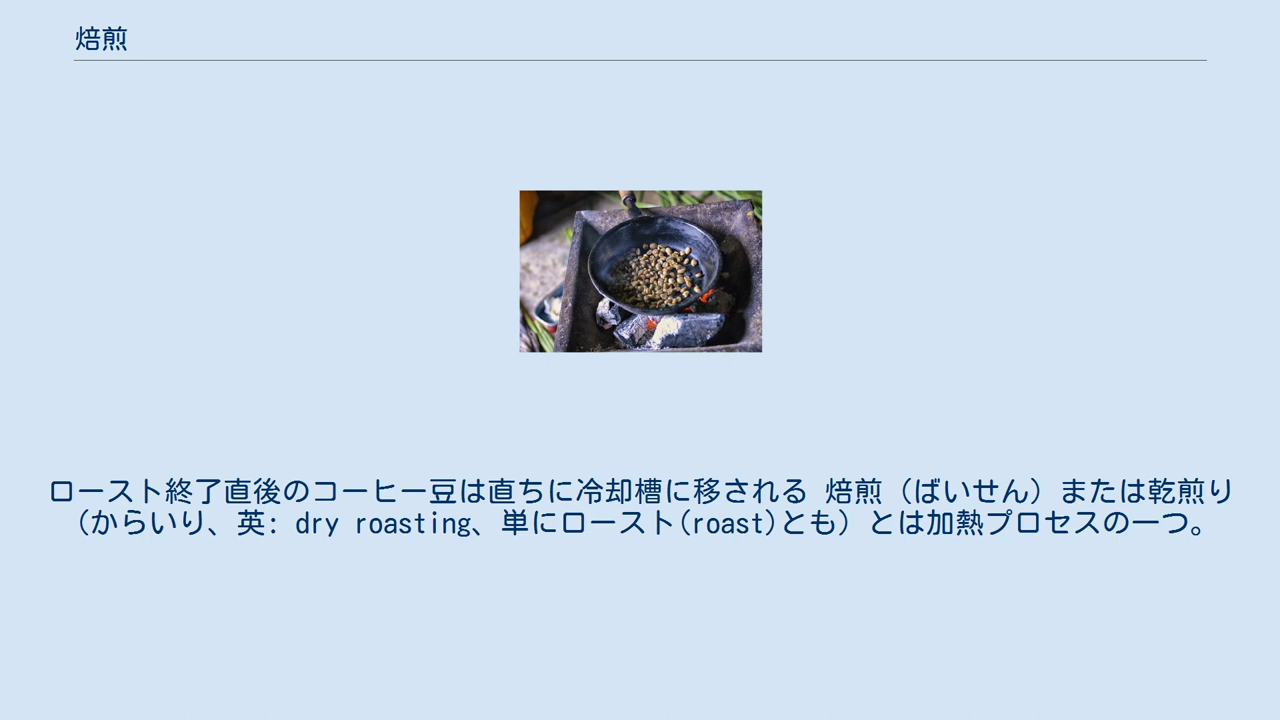 焙煎
ロースト終了直後のコーヒー豆は直ちに冷却槽に移される 焙煎（ばいせん）または乾煎り
（からいり、英: dry roasting、単にロースト(roast)とも）とは加熱プロセスの一つ。